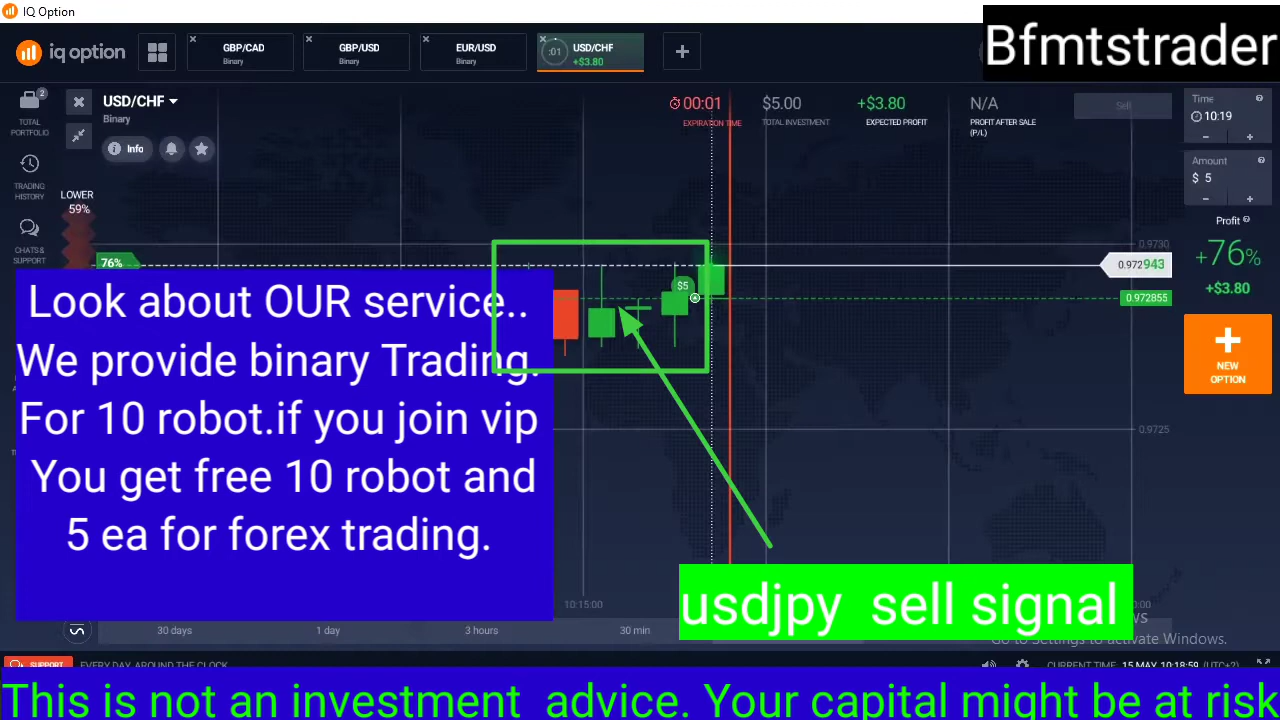 IQ Option
Bfmtstrader
iq option
GBP/CAD
Binary
GBP/USD
Binary
EUR/USD
Binary
:01
USD/CHF
+$3.80
2
TOTAL
PORTFOLIO
TRADING
HISTORY
CHATS &
SUPPORT
USD/CHF
Binary
Info
LOWER
59%
76%
00:01
EXPIRATION TIME
$5.00
TOTAL INVESTMENT
+$3.80
EXPECTED PROFIT
N/A
PROFIT AFTER SALE
(P/L)
Sell
Time
10:19
Amount
$ 5
Profit
+76%
+$3.80
NEW
OPTION
0.9730
0.972943
0.972855
0.9725
$5
Look about OUR service..
We provide binary Trading.
For 10 robot.if you join vip
You get free 10 robot and
5 ea for forex trading.
usdjpy sell signal
10:15:00
30 days
1 day
3 hours
30 min
Go to Settings to activate Windows.
SUPPORT
EVERY DAY, AROUND THE CLOCK
CURRENT TIME: 15 MAY, 10:18:59 (UTC+2)
This is not an investment advice. Your capital might be at risk